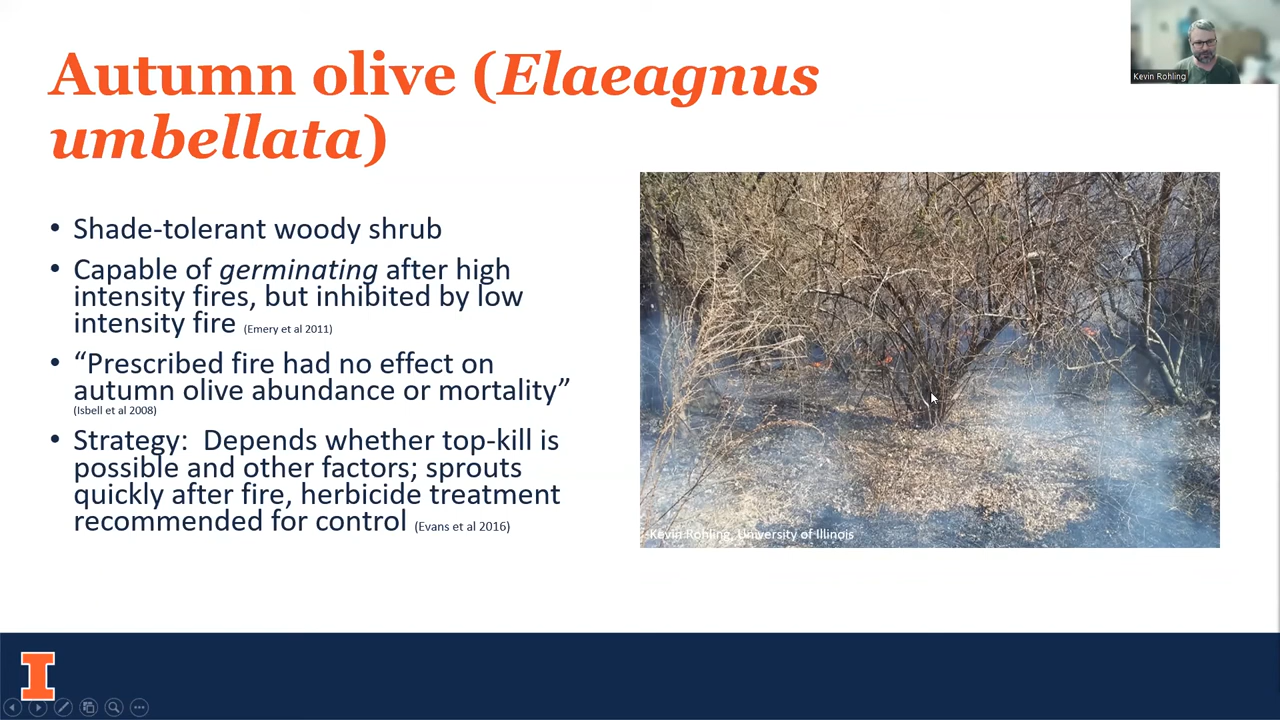 Autumn olive (Elaeagnus
umbellata)
Kevin Rohling
• Shade-tolerant woody shrub
• Capable of germinating after high
intensity fires, but inhibited by low
intensity fire (Emery et al 2011)
• “Prescribed fire had no effect on
autumn olive abundance or mortality”
(Isbell et al 2008)
• Strategy:  Depends whether top-kill is
possible and other factors; sprouts
quickly after fire, herbicide treatment
recommended for control (Evans et al 2016)
Kevin Rohling, University of Illinois
I